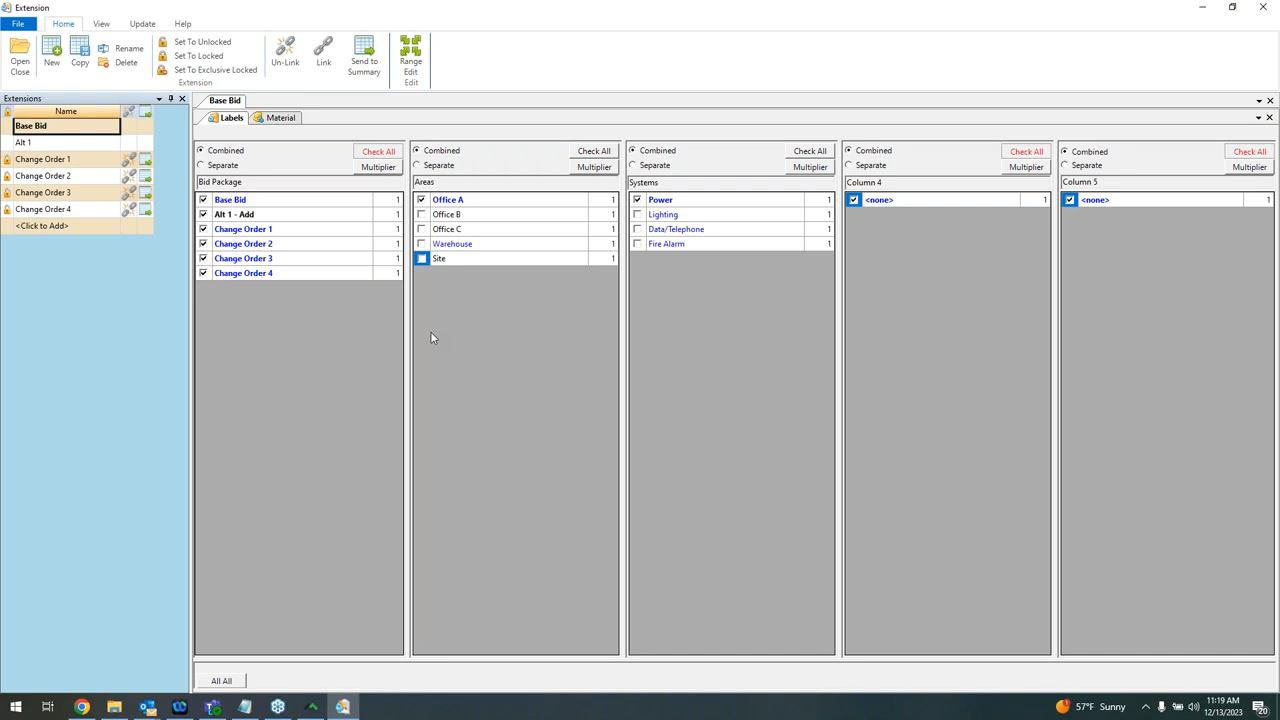 Extension
File Home View Update Help
Open
Close
New
Copy
Rename
Delete
Set To Unlocked
Set To Locked
Set To Exclusive Locked
Extension
Un-Link
Link
Send to
Summary
Range
Edit
Edit
Extensions
Name
Base Bid
Alt 1
Change Order 1
Change Order 2
Change Order 3
Change Order 4
<Click to Add>
Base Bid
Labels Material
Combined Check All
Separate Multiplier
Bid Package
Base Bid 1
Alt 1 - Add 1
Change Order 1 1
Change Order 2 1
Change Order 3 1
Change Order 4 1
Combined Check All
Separate Multiplier
Areas
Office A 1
Office B 1
Office C 1
Warehouse 1
Site 1
Combined Check All
Separate Multiplier
Systems
Power 1
Lighting 1
Data/Telephone 1
Fire Alarm 1
Combined Check All
Separate Multiplier
Column 4
<none> 1
Combined Check All
Separate Multiplier
Column 5
<none> 1
All All
57°F Sunny
11:19 AM
12/13/2023
20